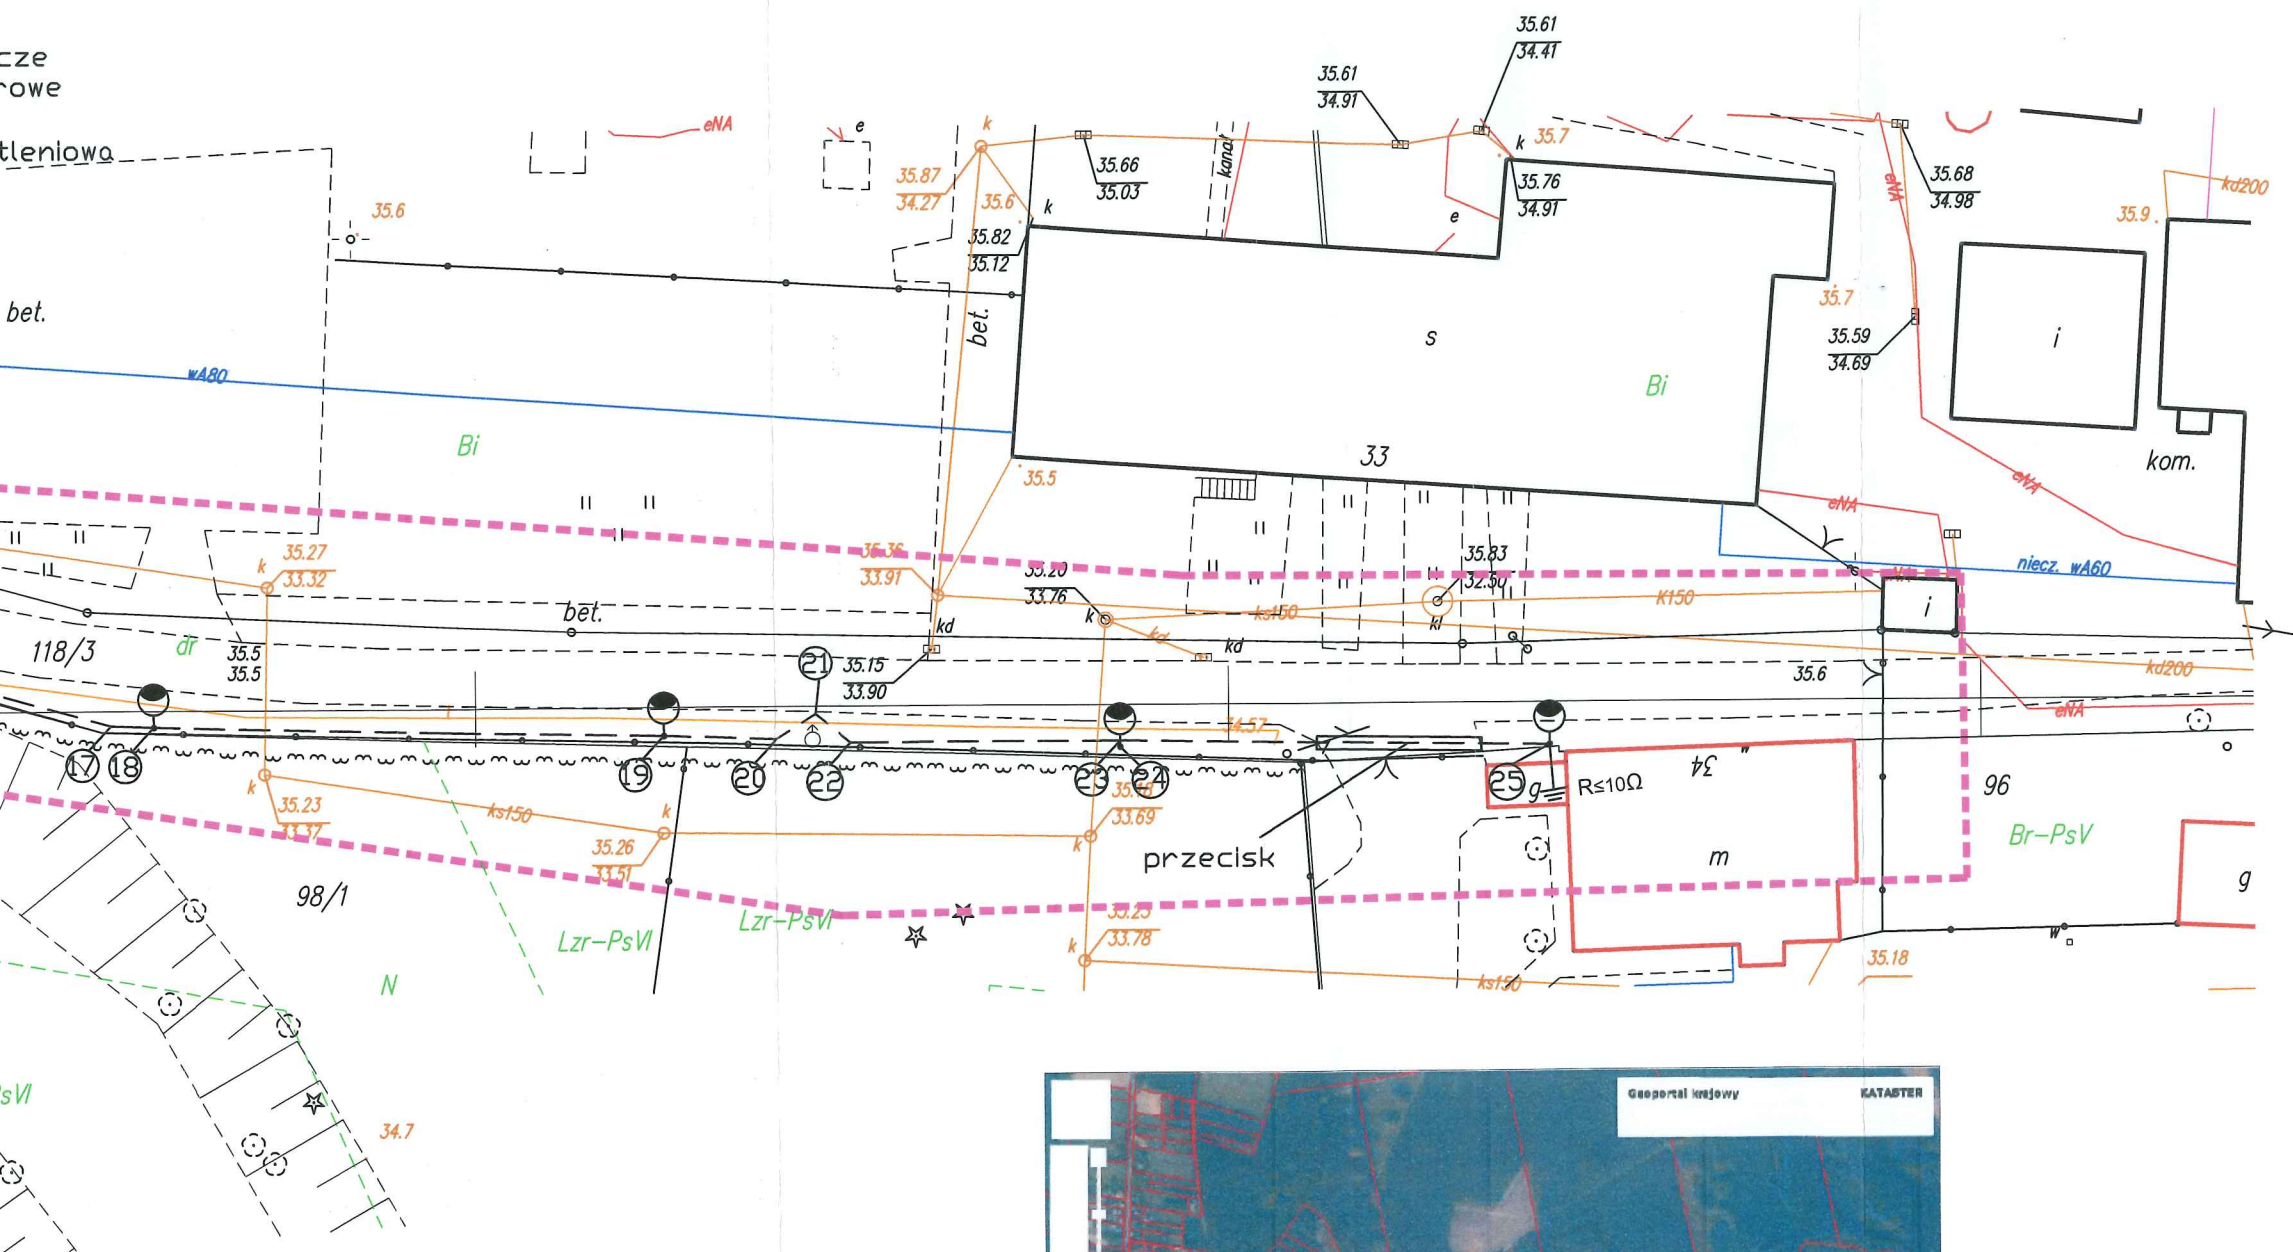 cze
rowe
tleniowa
35.61
34.41
35.61
34.91
eNA
e
k
35.66
35.03
kanał
k
35.7
35.76
34.91
35.68
34.98
eNA
kd200
35.9
35.87
34.27
35.6
k
35.82
35.12
35.6
e
bet.
bet.
s
35.7
35.59
34.69
i
wA80
Bi
Bi
33
35.5
kom.
eNA
eNA
niecz. wA60
35.27
33.32
k
35.36
33.91
35.20
33.76
k
35.83
32.50
ks150
K150
i
bet.
kd
kd
kd
118/3
dr
35.5
35.5
21
35.15
33.90
35.6
kd200
eNA
34.57
17
18
19
20
22
23
24
25
g
R≤10Ω
34
96
k
35.23
33.37
ks150
k
35.26
33.51
k
33.69
przecisk
m
Br-PsV
g
98/1
Lzr-PsVI
Lzr-PsVI
35.25
33.78
k
w
35.18
ks150
N
sVI
34.7
Geoportal krajowy
KATASTER